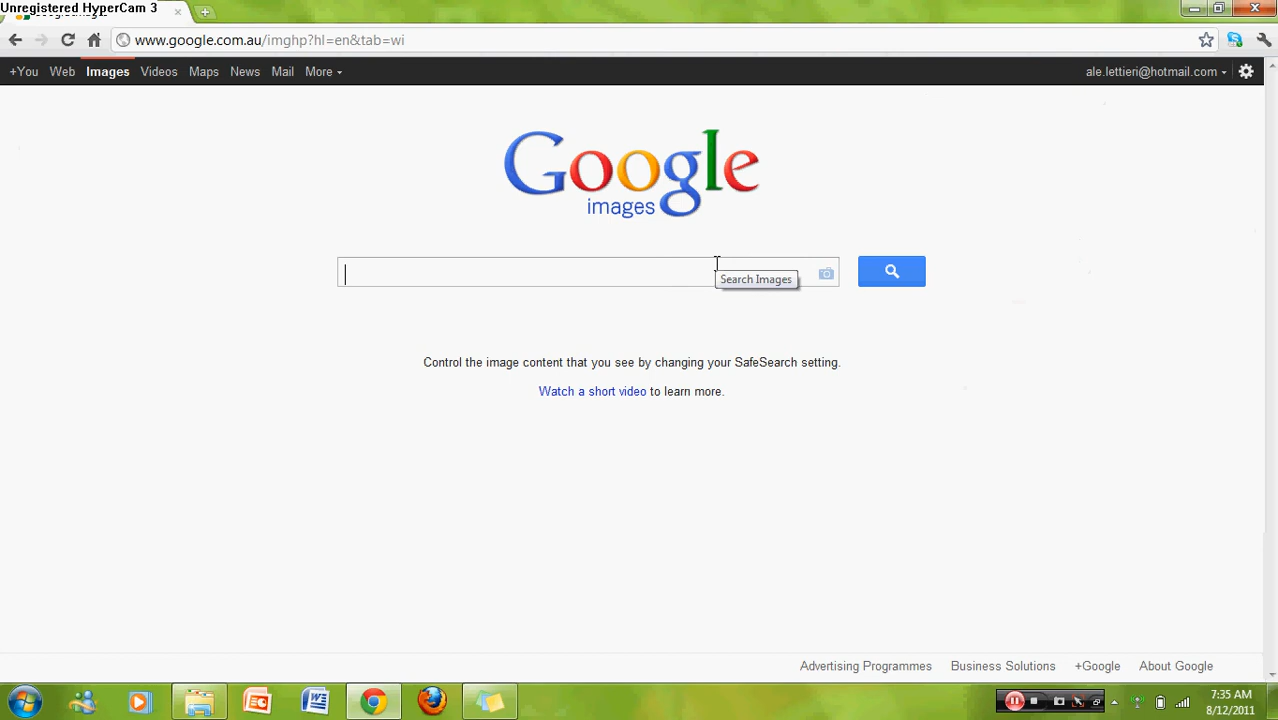 Unregistered HyperCam 3
www.google.com.au/imghp?hl=en&tab=wi
+You Web Images Videos Maps News Mail More ale.lettieri@hotmail.com
Google
images
Search Images
Control the image content that you see by changing your SafeSearch setting.
Watch a short video to learn more.
Advertising Programmes Business Solutions +Google About Google
7:35 AM
8/12/2011